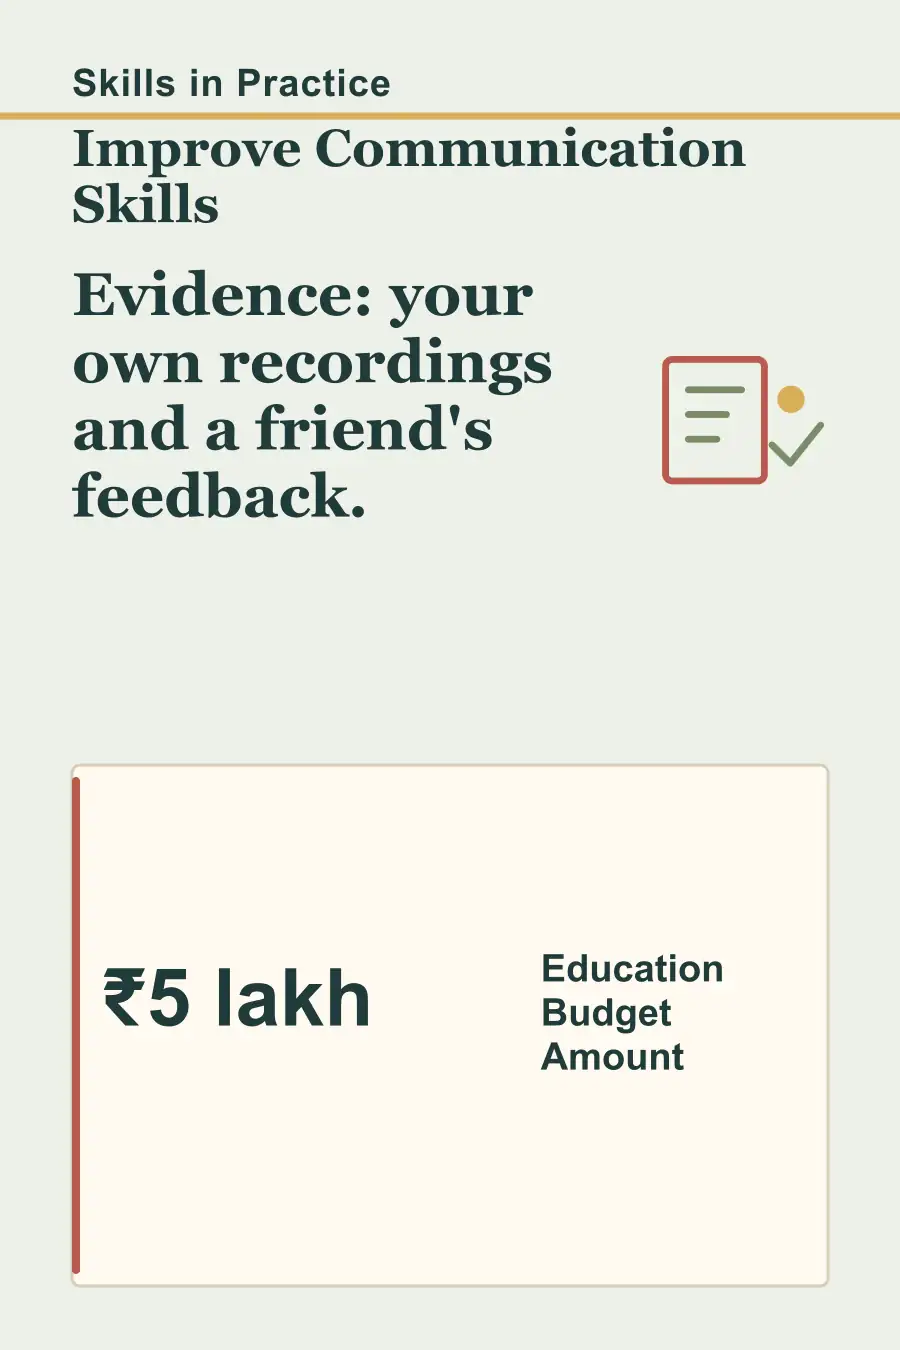 Skills in Practice
Improve Communication
Skills
Evidence: your
own recordings
and a friend's
feedback.
₹5 lakh
Education
Budget
Amount